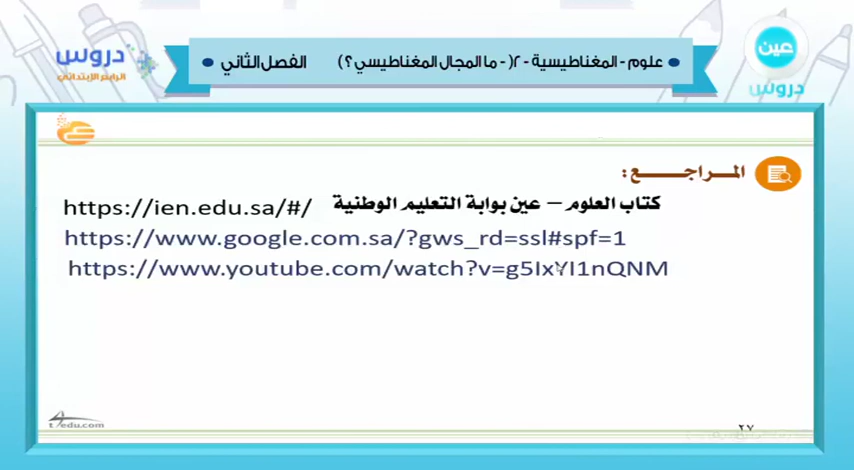 دروس
الرابع الإبتدائي
علوم - المغناطيسية - ٢( - ما المجال المغناطيسي ؟)
الفصل الثاني
عين
دروس
المراجع:
كتاب العلوم – عين بوابة التعليم الوطنية https://ien.edu.sa/#/
https://www.google.com.sa/?gws_rd=ssl#spf=1
https://www.youtube.com/watch?v=g5IxYI1nQNM
t4edu.com
٢٧